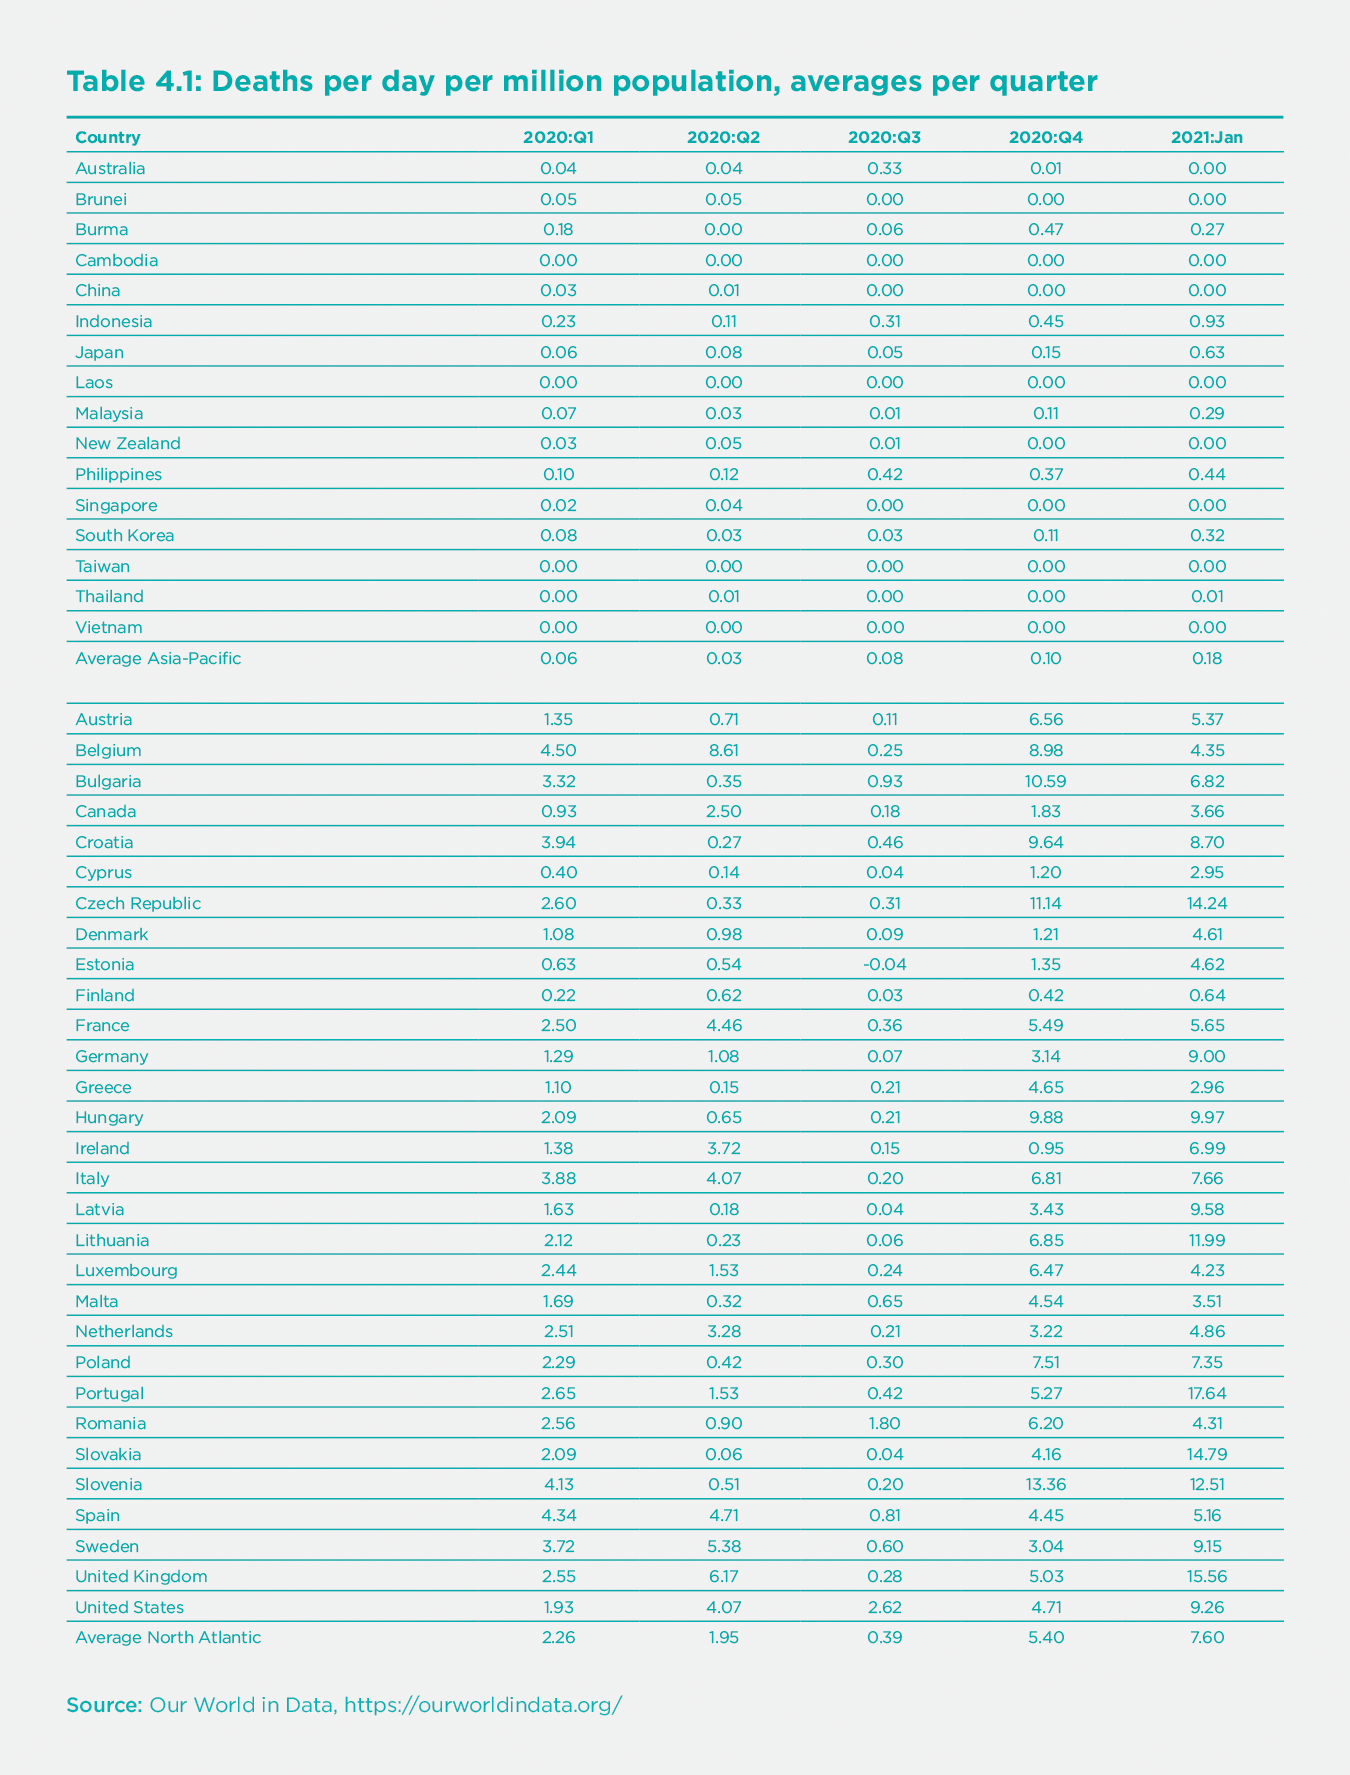 Table 4.1: Deaths per day per million population, averages per quarter
Country 2020:Q1 2020:Q2 2020:Q3 2020:Q4 2021:Jan
Australia 0.04 0.04 0.33 0.01 0.00
Brunei 0.05 0.05 0.00 0.00 0.00
Burma 0.18 0.00 0.06 0.47 0.27
Cambodia 0.00 0.00 0.00 0.00 0.00
China 0.03 0.01 0.00 0.00 0.00
Indonesia 0.23 0.11 0.31 0.45 0.93
Japan 0.06 0.08 0.05 0.15 0.63
Laos 0.00 0.00 0.00 0.00 0.00
Malaysia 0.07 0.03 0.01 0.11 0.29
New Zealand 0.03 0.05 0.01 0.00 0.00
Philippines 0.10 0.12 0.42 0.37 0.44
Singapore 0.02 0.04 0.00 0.00 0.00
South Korea 0.08 0.03 0.03 0.11 0.32
Taiwan 0.00 0.00 0.00 0.00 0.00
Thailand 0.00 0.01 0.00 0.00 0.01
Vietnam 0.00 0.00 0.00 0.00 0.00
Average Asia-Pacific 0.06 0.03 0.08 0.10 0.18
Austria 1.35 0.71 0.11 6.56 5.37
Belgium 4.50 8.61 0.25 8.98 4.35
Bulgaria 3.32 0.35 0.93 10.59 6.82
Canada 0.93 2.50 0.18 1.83 3.66
Croatia 3.94 0.27 0.46 9.64 8.70
Cyprus 0.40 0.14 0.04 1.20 2.95
Czech Republic 2.60 0.33 0.31 11.14 14.24
Denmark 1.08 0.98 0.09 1.21 4.61
Estonia 0.63 0.54 -0.04 1.35 4.62
Finland 0.22 0.62 0.03 0.42 0.64
France 2.50 4.46 0.36 5.49 5.65
Germany 1.29 1.08 0.07 3.14 9.00
Greece 1.10 0.15 0.21 4.65 2.96
Hungary 2.09 0.65 0.21 9.88 9.97
Ireland 1.38 3.72 0.15 0.95 6.99
Italy 3.88 4.07 0.20 6.81 7.66
Latvia 1.63 0.18 0.04 3.43 9.58
Lithuania 2.12 0.23 0.06 6.85 11.99
Luxembourg 2.44 1.53 0.24 6.47 4.23
Malta 1.69 0.32 0.65 4.54 3.51
Netherlands 2.51 3.28 0.21 3.22 4.86
Poland 2.29 0.42 0.30 7.51 7.35
Portugal 2.65 1.53 0.42 5.27 17.64
Romania 2.56 0.90 1.80 6.20 4.31
Slovakia 2.09 0.06 0.04 4.16 14.79
Slovenia 4.13 0.51 0.20 13.36 12.51
Spain 4.34 4.71 0.81 4.45 5.16
Sweden 3.72 5.38 0.60 3.04 9.15
United Kingdom 2.55 6.17 0.28 5.03 15.56
United States 1.93 4.07 2.62 4.71 9.26
Average North Atlantic 2.26 1.95 0.39 5.40 7.60
Source: Our World in Data, https://ourworldindata.org/